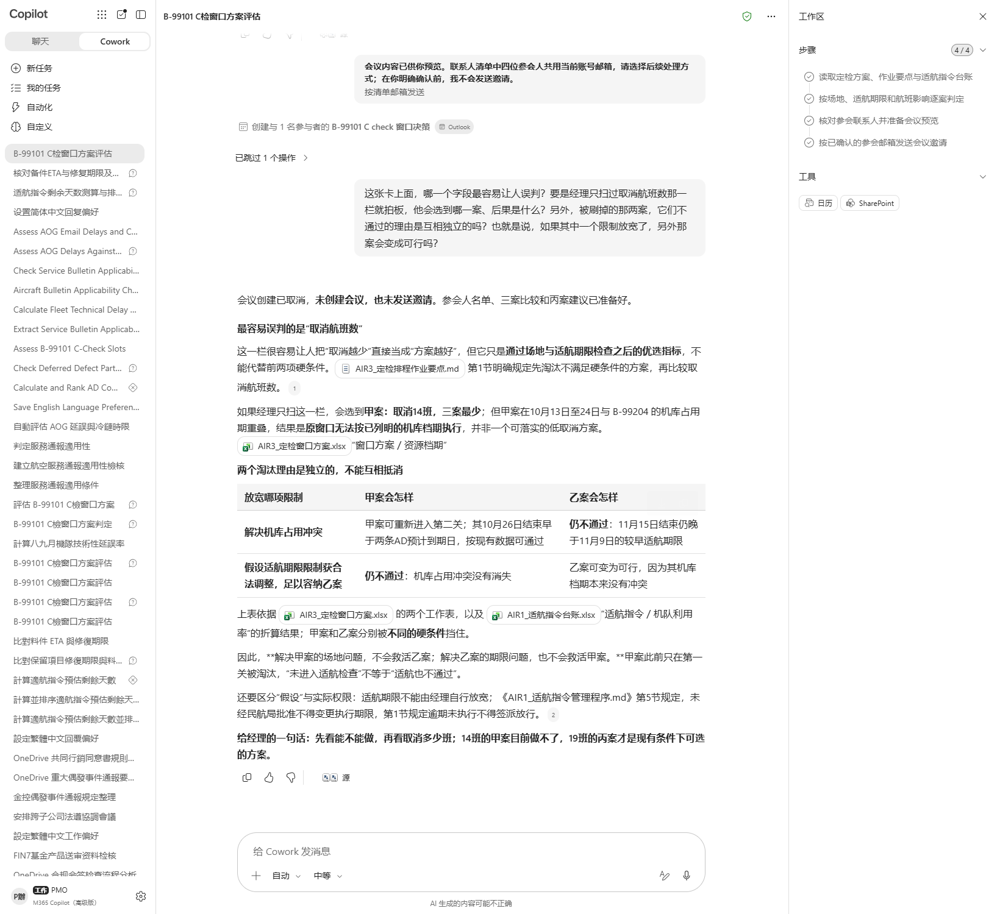 Copilot
聊天
Cowork
新任务
我的任务
自动化
自定义
B-99101 C检窗口方案评估
核对备件ETA与修复期限及...
适航指令剩余天数测算与排...
设置简体中文回复偏好
Assess AOG Email Delays and C...
Assess AOG Delays Against...
Check Service Bulletin Applicabi...
Aircraft Bulletin Applicability Ch...
Calculate Fleet Technical Delay ...
Extract Service Bulletin Applicab...
Assess B-99101 C-Check Slots
Check Deferred Defect Part...
Calculate and Rank AD Co...
Save English Language Preferen...
自動評估 AOG 延誤與冷鏈時限
判定服務通報適用性
建立航空服務通報適用性檢核
整理服務通報適用條件
評估 B-99101 C檢窗口方案
B-99101 C檢窗口方案判定
計算八九月機隊技術性延誤率
B-99101 C檢窗口方案評估
B-99101 C檢窗口方案評估
B-99101 C檢窗口方案評估
B-99101 C檢窗口方案評估
比對料件 ETA 與修復期限
比對保留項目修復期限與料...
計算適航指令預估剩餘天數
計算並排序適航指令預估剩餘天...
計算適航指令預估剩餘天數並排...
設定繁體中文回覆偏好
OneDrive 共同行銷同意書規則...
OneDrive 重大偶發事件通報要...
金控偶發事件通報規定整理
安排跨子公司法遵協調會議
設定繁體中文工作偏好
FIN7基金产品送审资料检核
OneDrive 合规会签检查流程分析
P辦
工作 PMO
M365 Copilot（高级版）
B-99101 C检窗口方案评估
会议内容已供你预览。联系人清单中四位参会人共用当前账号邮箱，请选择后续处理方
式；在你明确确认前，我不会发送邀请。
按清单邮箱发送
创建与 1 名参与者的 B-99101 C check 窗口决策 Outlook
已跳过 1 个操作
这张卡上面，哪一个字段最容易让人误判？要是经理只扫过取消航班数那一
栏就拍板，他会选到哪一案、后果是什么？另外，被刷掉的那两案，它们不
通过的理由是互相独立的吗？也就是说，如果其中一个限制放宽了，另外那
案会变成可行吗？
会议创建已取消，未创建会议，也未发送邀请。参会人名单、三案比较和丙案建议已准备好。
最容易误判的是“取消航班数”
这一栏很容易让人把“取消越少”直接当成“方案越好”，但它只是通过场地与适航期限检查之后的优选指标，不
能代替前两项硬条件。 AIR3_定检排程作业要点.md 第1节明确规定先淘汰不满足硬条件的方案，再比较取
消航班数。 1
如果经理只扫这一栏，会选到甲案：取消14班，三案最少；但甲案在10月13日至24日与 B-99204 的机库占用
期重叠，结果是原窗口无法按已列明的机库档期执行，并非一个可落实的低取消方案。
AIR3_定检窗口方案.xlsx “窗口方案 / 资源档期”
两个淘汰理由是独立的，不能互相抵消
放宽哪项限制
甲案会怎样
乙案会怎样
解决机库占用冲突
甲案可重新进入第二关；其10月26日结束早
于两条AD预计到期日，按现有数据可通过
仍不通过：11月15日结束仍晚
于11月9日的较早适航期限
假设适航期限限制获合
法调整，足以容纳乙案
仍不通过：机库占用冲突没有消失
乙案可变为可行，因为其机库
档期本来没有冲突
上表依据 AIR3_定检窗口方案.xlsx 的两个工作表，以及 AIR1_适航指令台账.xlsx “适航指令 / 机队利用
率”的折算结果；甲案和乙案分别被不同的硬条件挡住。
因此，**解决甲案的场地问题，不会救活乙案；解决乙案的期限问题，也不会救活甲案。**甲案此前只在第一
关被淘汰，“未进入适航检查”不等于“适航也不通过”。
还要区分“假设”与实际权限：适航期限不能由经理自行放宽；《AIR1_适航指令管理程序.md》第5节规定，未
经民航局批准不得变更执行期限，第1节规定逾期未执行不得签派放行。 2
给经理的一句话：先看能不能做，再看取消多少班；14班的甲案目前做不了，19班的丙案才是现有条件下可选
的方案。
源
给 Cowork 发消息
自动
中等
AI 生成的内容可能不正确
工作区
步骤
4 / 4
读取定检方案、作业要点与适航指令台账
按场地、适航期限和航班影响逐案判定
核对参会联系人并准备会议预览
按已确认的参会邮箱发送会议邀请
工具
日历
SharePoint